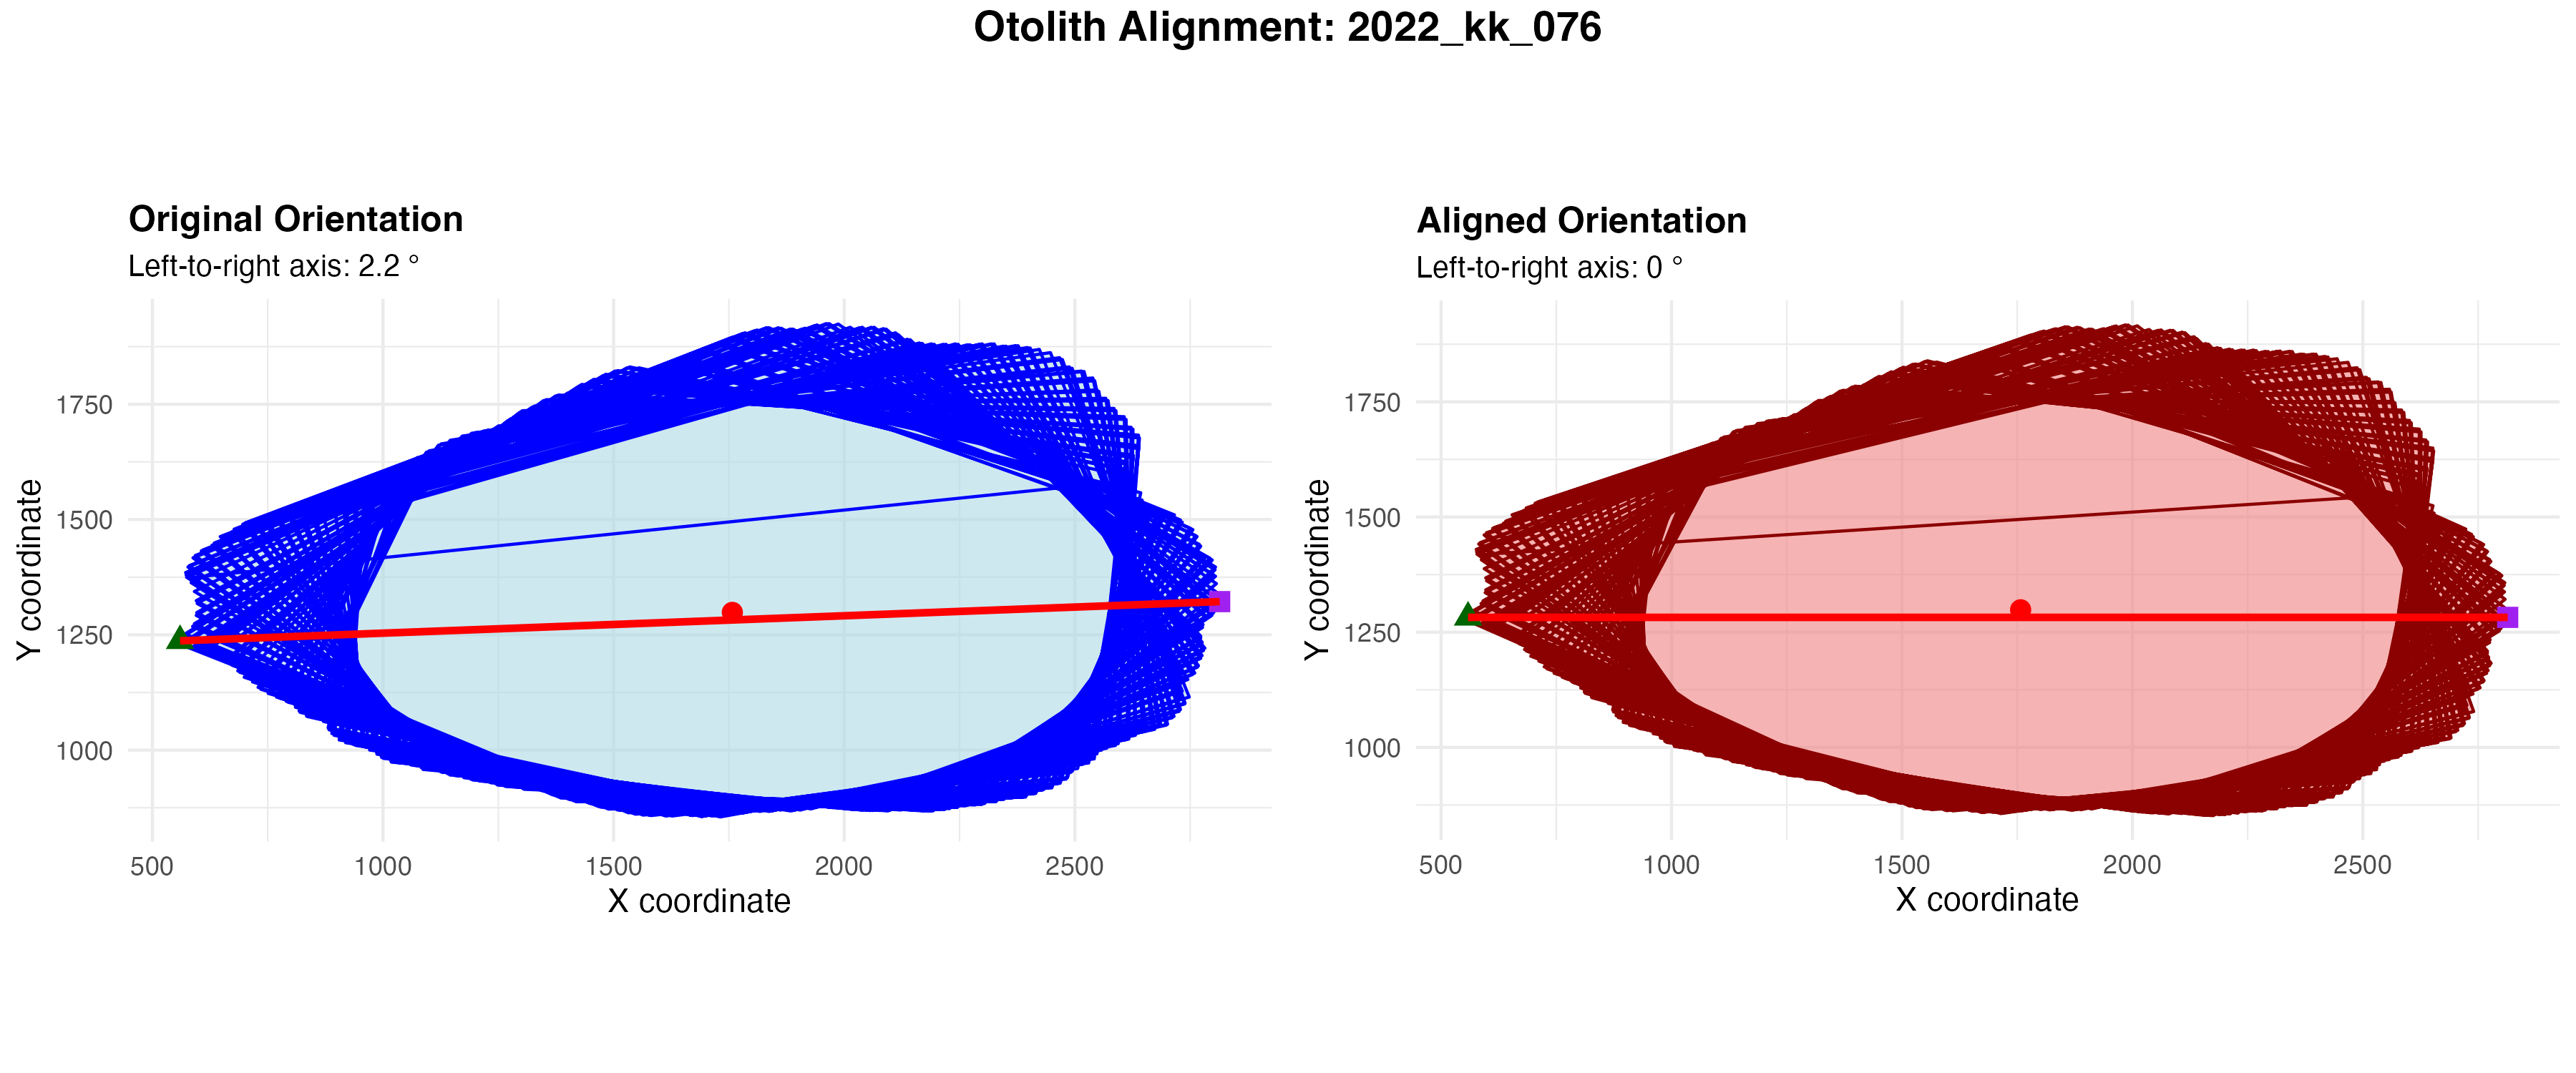 Otolith Alignment: 2022_kk_076
Original Orientation
Left-to-right axis: 2.2 °
Y coordinate
1750
1500
1250
1000
500 1000 1500 2000 2500
X coordinate
Aligned Orientation
Left-to-right axis: 0 °
Y coordinate
1750
1500
1250
1000
500 1000 1500 2000 2500
X coordinate